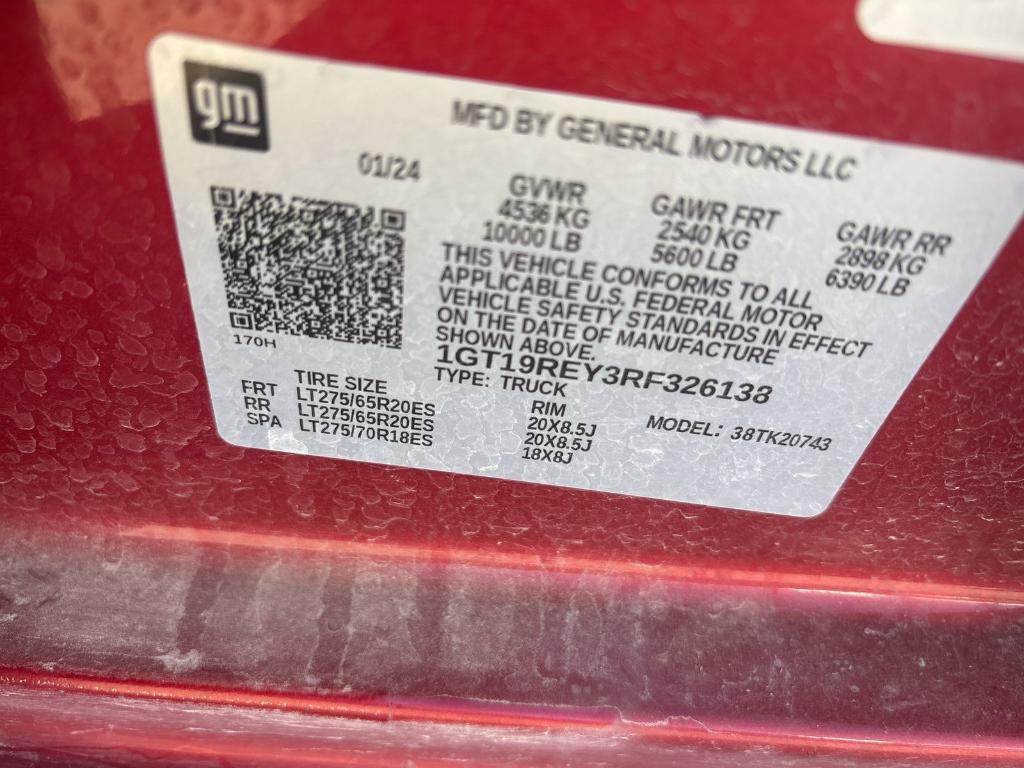 gm
MFD BY GENERAL MOTORS LLC
01/24
GVWR
4536 KG
10000 LB
GAWR FRT
2540 KG
5600 LB
GAWR RR
2898 KG
6390 LB
THIS VEHICLE CONFORMS TO ALL
APPLICABLE U.S. FEDERAL MOTOR
VEHICLE SAFETY STANDARDS IN EFFECT
ON THE DATE OF MANUFACTURE
SHOWN ABOVE.
170H
1GT19REY3RF326138
TYPE: TRUCK
TIRE SIZE RIM
FRT LT275/65R20ES 20X8.5J
RR LT275/65R20ES 20X8.5J
SPA LT275/70R18ES 18X8J
MODEL: 38TK20743